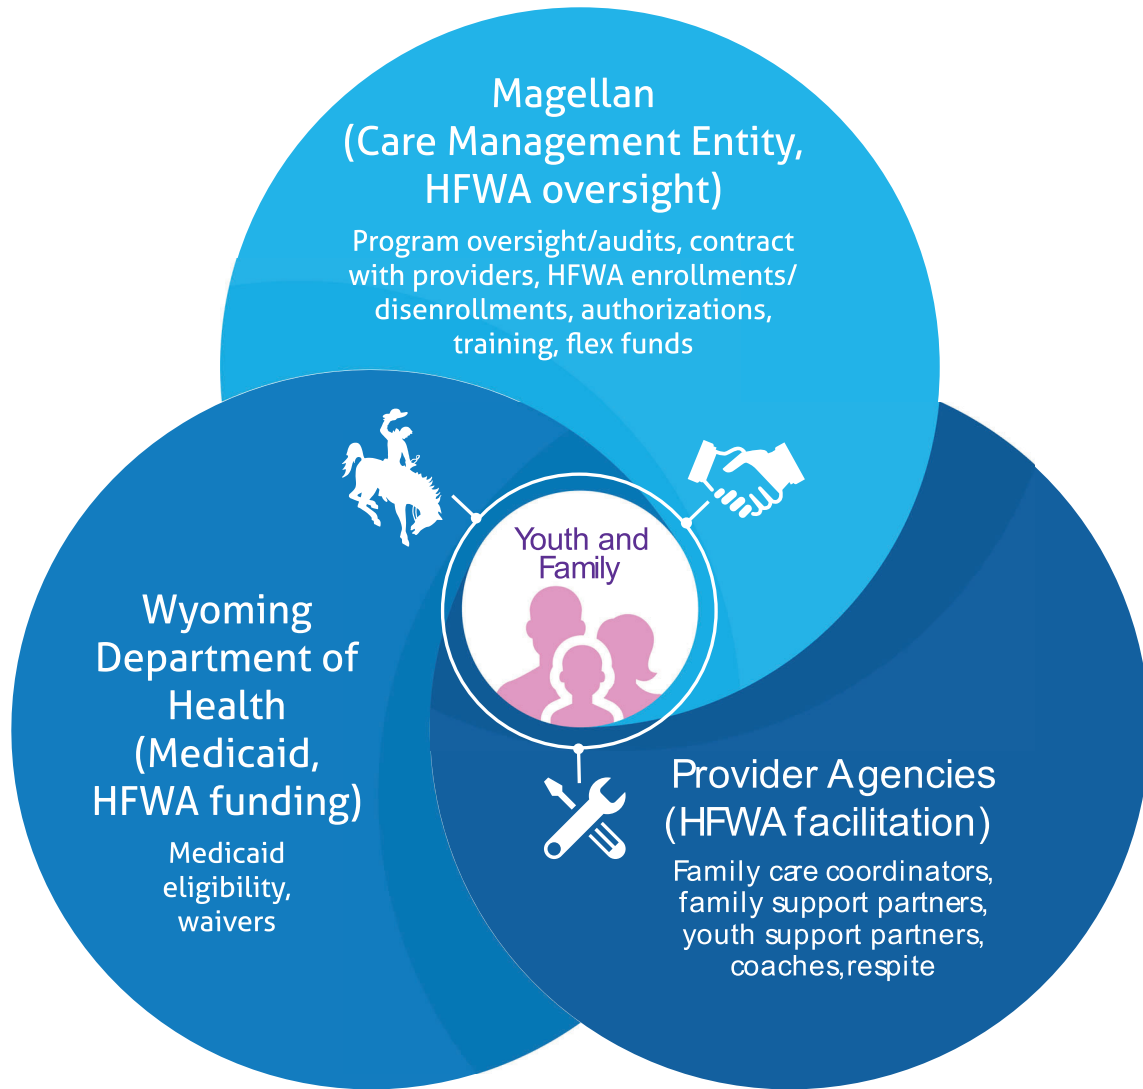 Magellan
(Care Management Entity,
HFWA oversight)
Program oversight/audits, contract
with providers, HFWA enrollments/
disenrollments, authorizations,
training, flex funds
Youth and
Family
Wyoming
Department of
Health
(Medicaid,
HFWA funding)
Medicaid
eligibility,
waivers
Provider Agencies
(HFWA facilitation)
Family care coordinators,
family support partners,
youth support partners,
coaches,respite